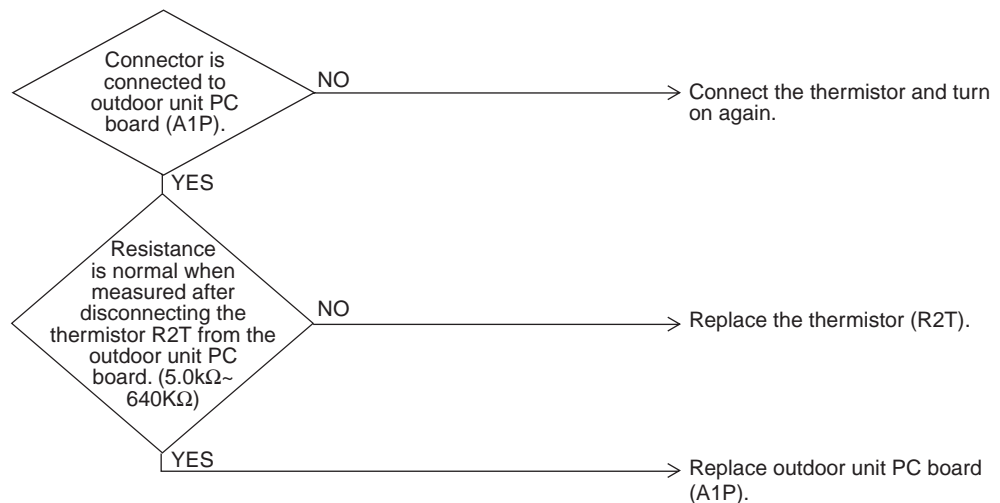 Connector is
connected to
outdoor unit PC
board (A1P).
NO
Connect the thermistor and turn
on again.
YES
Resistance
is normal when
measured after
disconnecting the
thermistor R2T from the
outdoor unit PC
board. (5.0kΩ~
640KΩ)
NO
Replace the thermistor (R2T).
YES
Replace outdoor unit PC board
(A1P).